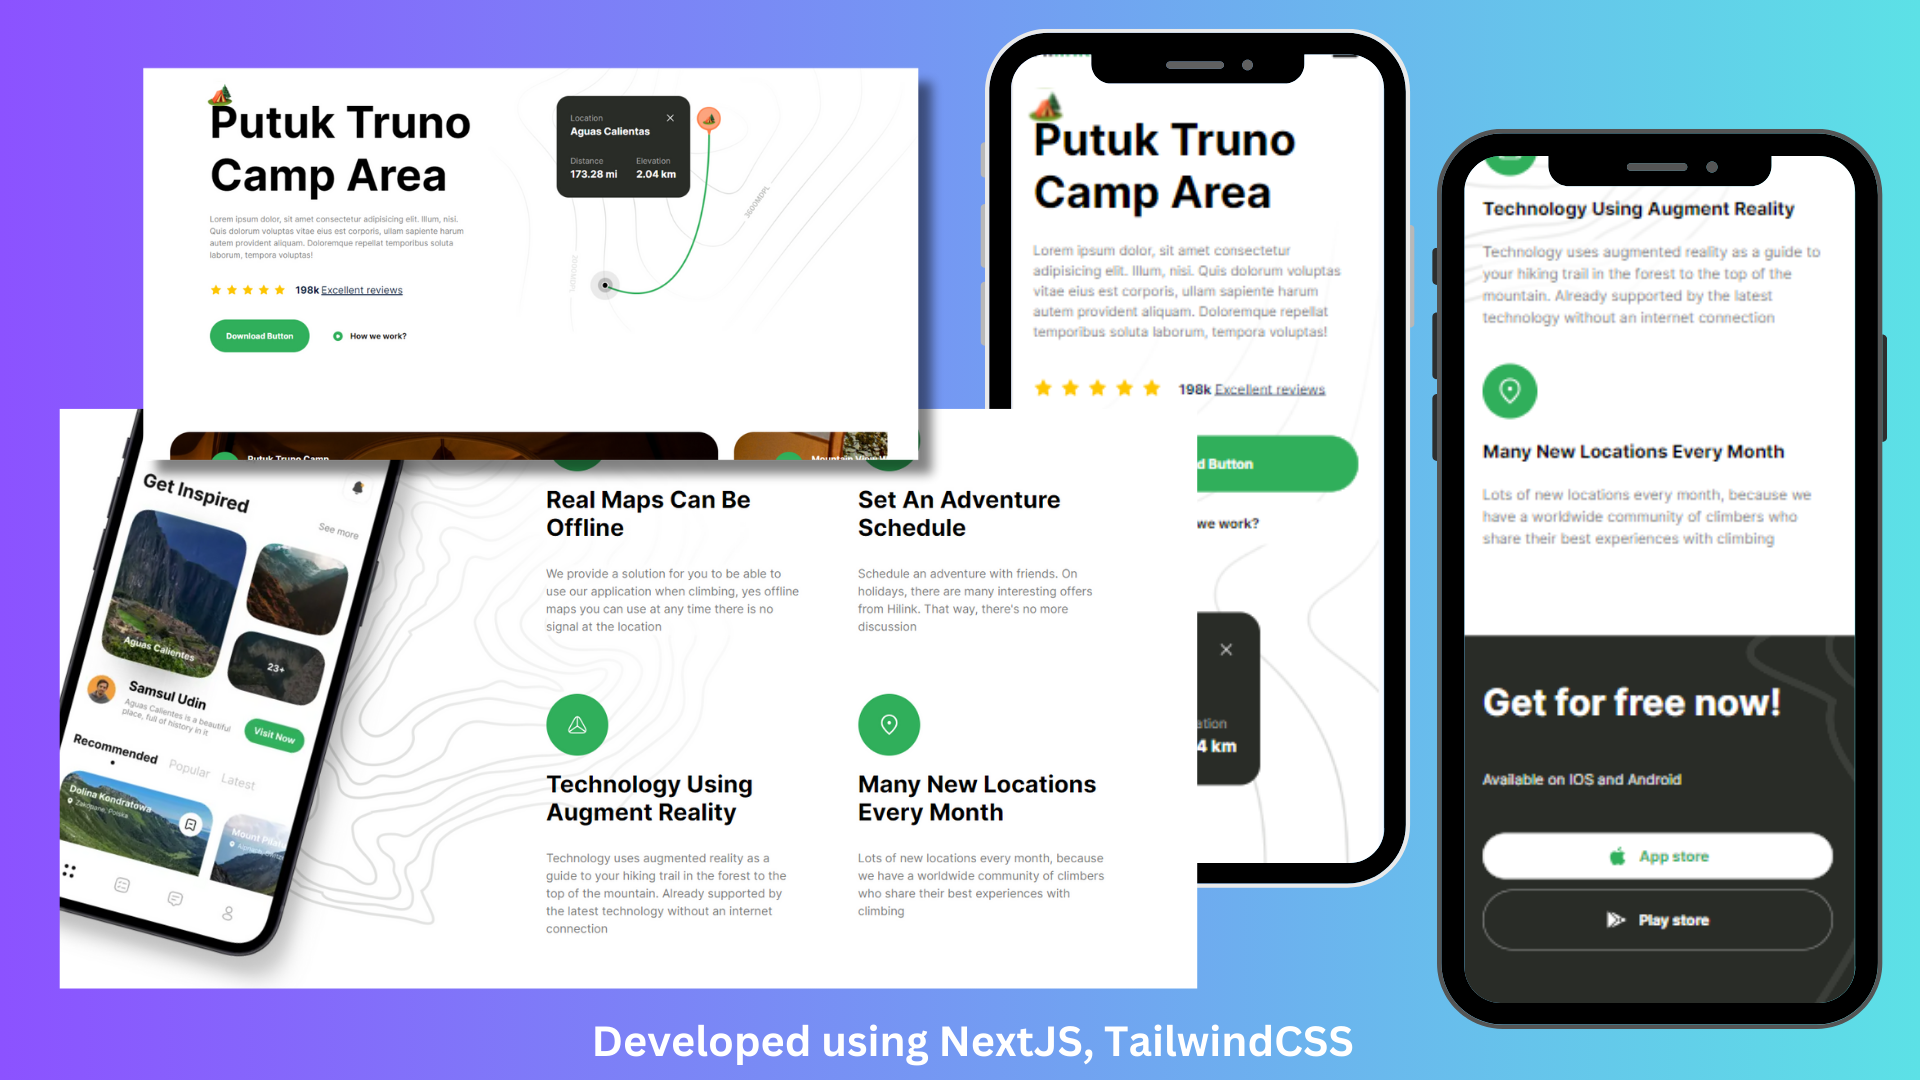 Putuk Truno
Camp Area
Lorem ipsum dolor, sit amet consectetur adipisicing elit. Illum, nisi.
Quis dolorum voluptas vitae eius est corporis, ullam sapiente harum
autem provident aliquam. Doloremque repellat temporibus soluta
laborum, tempora voluptas!
198k Excellent reviews
Download Button
How we work?
Location
Aguas Calientas
Distance
Elevation
173.28 mi
2.04 km
3600MDPL
Putuk Truno Camp
Mountain View
Get Inspired
See more
Aguas Calientes
23+
Samsul Udin
Aguas Calientes is a beautiful
place, full of history in it
Visit Now
Recommended
Popular
Latest
Dolina Kondratowa
Zakopane, Polska
Mount
Real Maps Can Be
Offline
We provide a solution for you to be able to
use our application when climbing, yes offline
maps you can use at any time there is no
signal at the location
Set An Adventure
Schedule
Schedule an adventure with friends. On
holidays, there are many interesting offers
from Hilink. That way, there's no more
discussion
Technology Using
Augment Reality
Technology uses augmented reality as a
guide to your hiking trail in the forest to the
top of the mountain. Already supported by
the latest technology without an internet
connection
Many New Locations
Every Month
Lots of new locations every month, because
we have a worldwide community of climbers
who share their best experiences with
climbing
Putuk Truno
Camp Area
Lorem ipsum dolor, sit amet consectetur
adipisicing elit. Illum, nisi. Quis dolorum voluptas
vitae eius est corporis, ullam sapiente harum
autem provident aliquam. Doloremque repellat
temporibus soluta laborum, tempora voluptas!
198k Excellent reviews
d Button
we work?
ation
4 km
Technology Using Augment Reality
Technology uses augmented reality as a guide to
your hiking trail in the forest to the top of the
mountain. Already supported by the latest
technology without an internet connection
Many New Locations Every Month
Lots of new locations every month, because we
have a worldwide community of climbers who
share their best experiences with climbing
Get for free now!
Available on IOS and Android
App store
Play store
Developed using NextJS, TailwindCSS